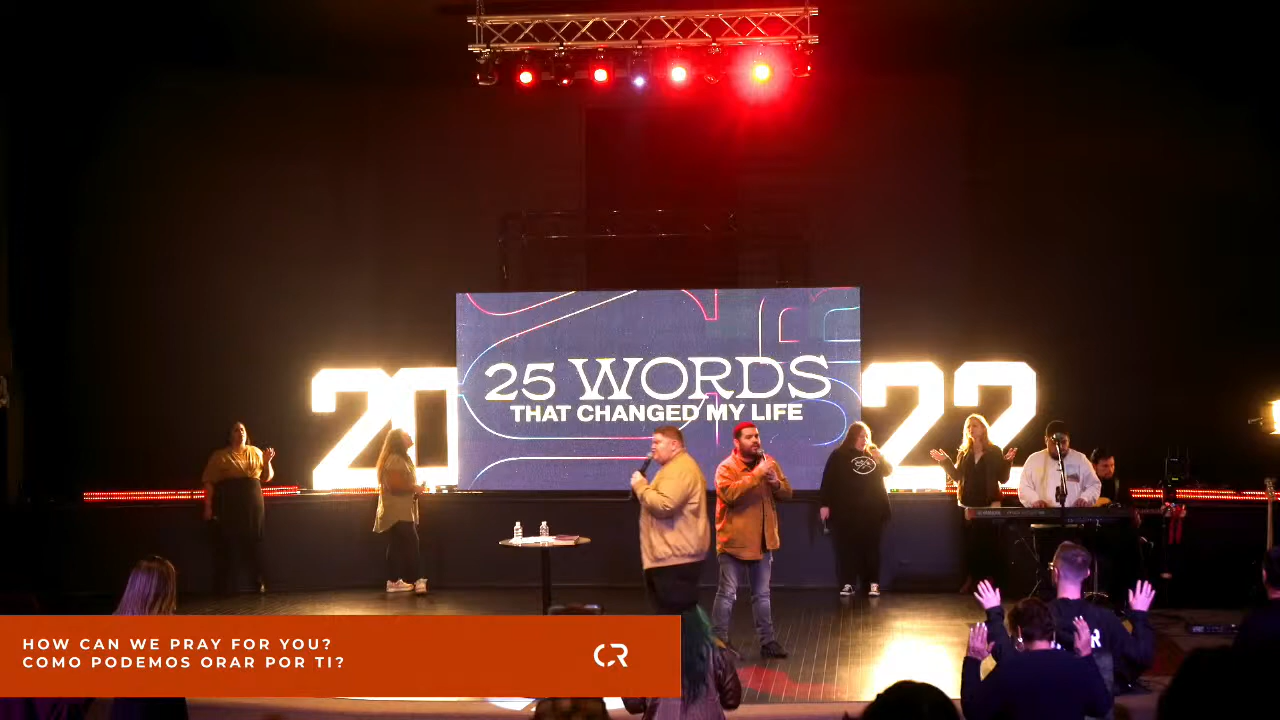 25 WORDS
THAT CHANGED MY LIFE
2022
HOW CAN WE PRAY FOR YOU?
COMO PODEMOS ORAR POR TI?
CR